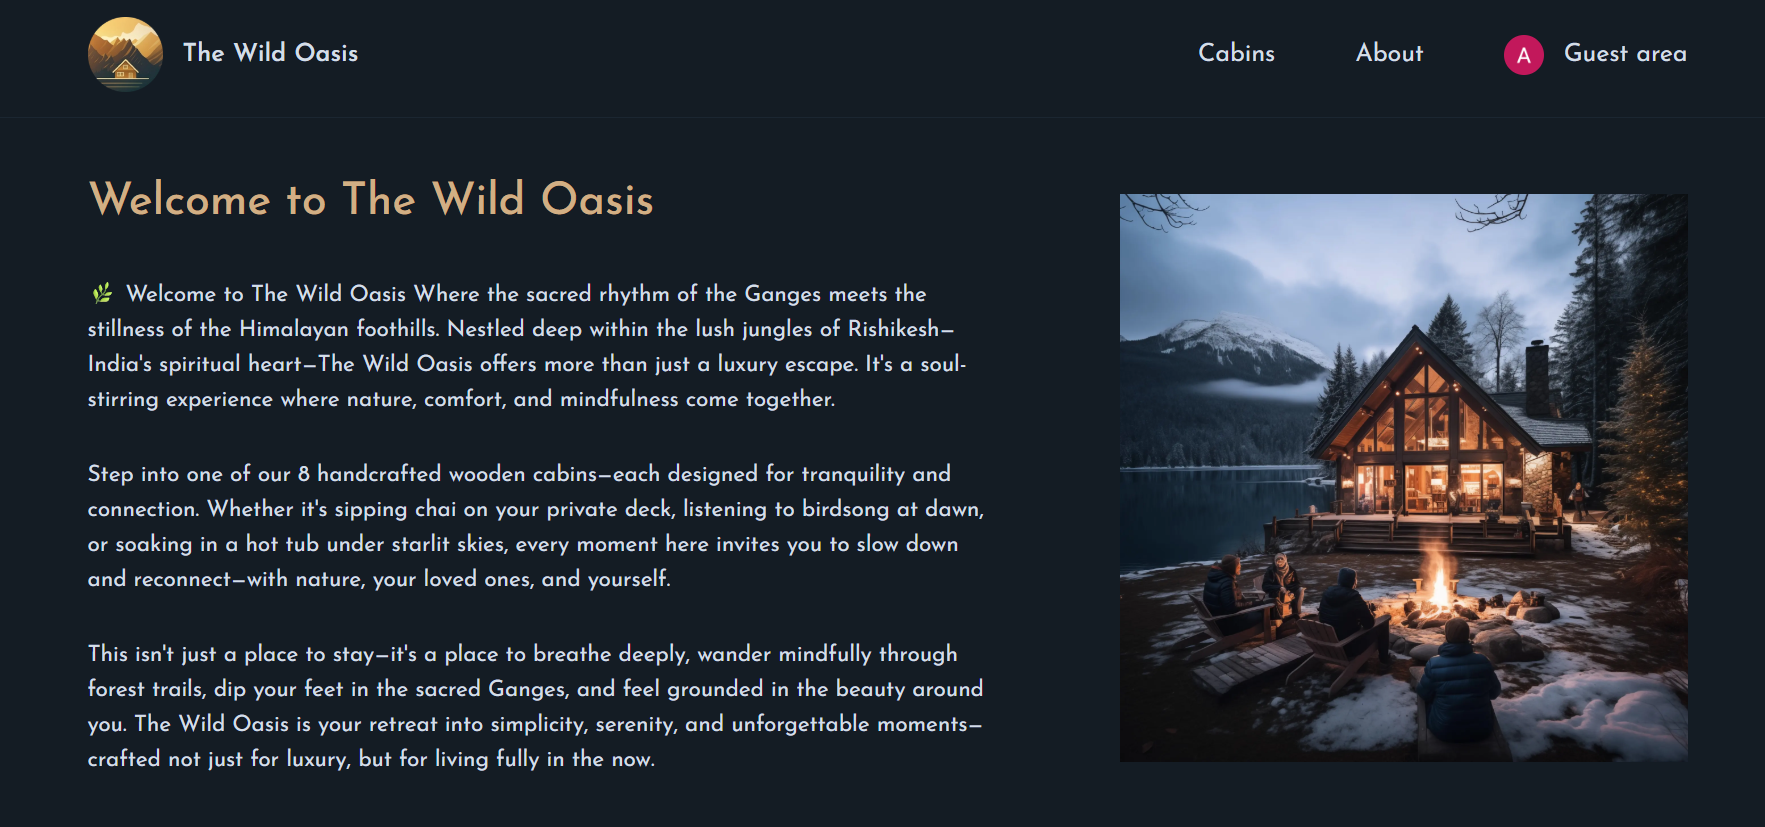 The Wild Oasis
Cabins
About
A
Guest area
Welcome to The Wild Oasis
🌿 Welcome to The Wild Oasis Where the sacred rhythm of the Ganges meets the
stillness of the Himalayan foothills. Nestled deep within the lush jungles of Rishikesh—
India's spiritual heart—The Wild Oasis offers more than just a luxury escape. It's a soul-
stirring experience where nature, comfort, and mindfulness come together.
Step into one of our 8 handcrafted wooden cabins—each designed for tranquility and
connection. Whether it's sipping chai on your private deck, listening to birdsong at dawn,
or soaking in a hot tub under starlit skies, every moment here invites you to slow down
and reconnect—with nature, your loved ones, and yourself.
This isn't just a place to stay—it's a place to breathe deeply, wander mindfully through
forest trails, dip your feet in the sacred Ganges, and feel grounded in the beauty around
you. The Wild Oasis is your retreat into simplicity, serenity, and unforgettable moments—
crafted not just for luxury, but for living fully in the now.